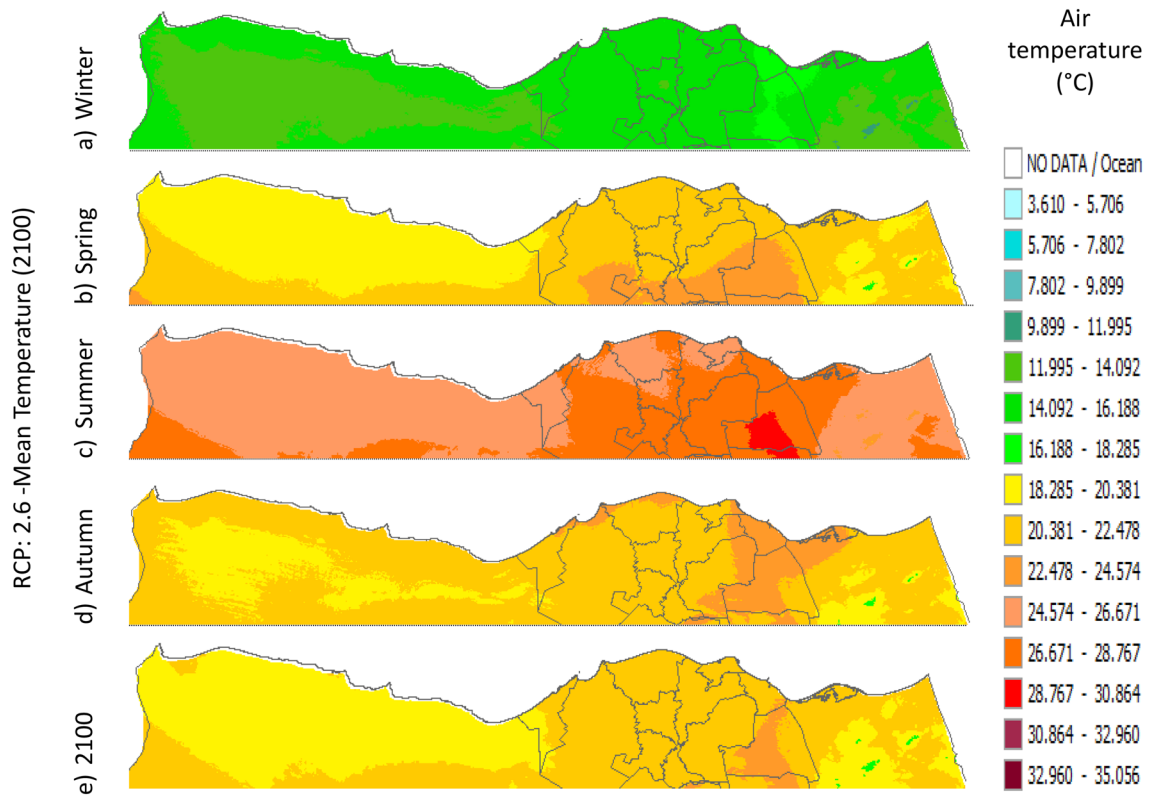 RCP: 2.6 -Mean Temperature (2100)
a) Winter
b) Spring
c) Summer
d) Autumn
e) 2100
Air
temperature
(°C)
NO DATA / Ocean
3.610 - 5.706
5.706 - 7.802
7.802 - 9.899
9.899 - 11.995
11.995 - 14.092
14.092 - 16.188
16.188 - 18.285
18.285 - 20.381
20.381 - 22.478
22.478 - 24.574
24.574 - 26.671
26.671 - 28.767
28.767 - 30.864
30.864 - 32.960
32.960 - 35.056